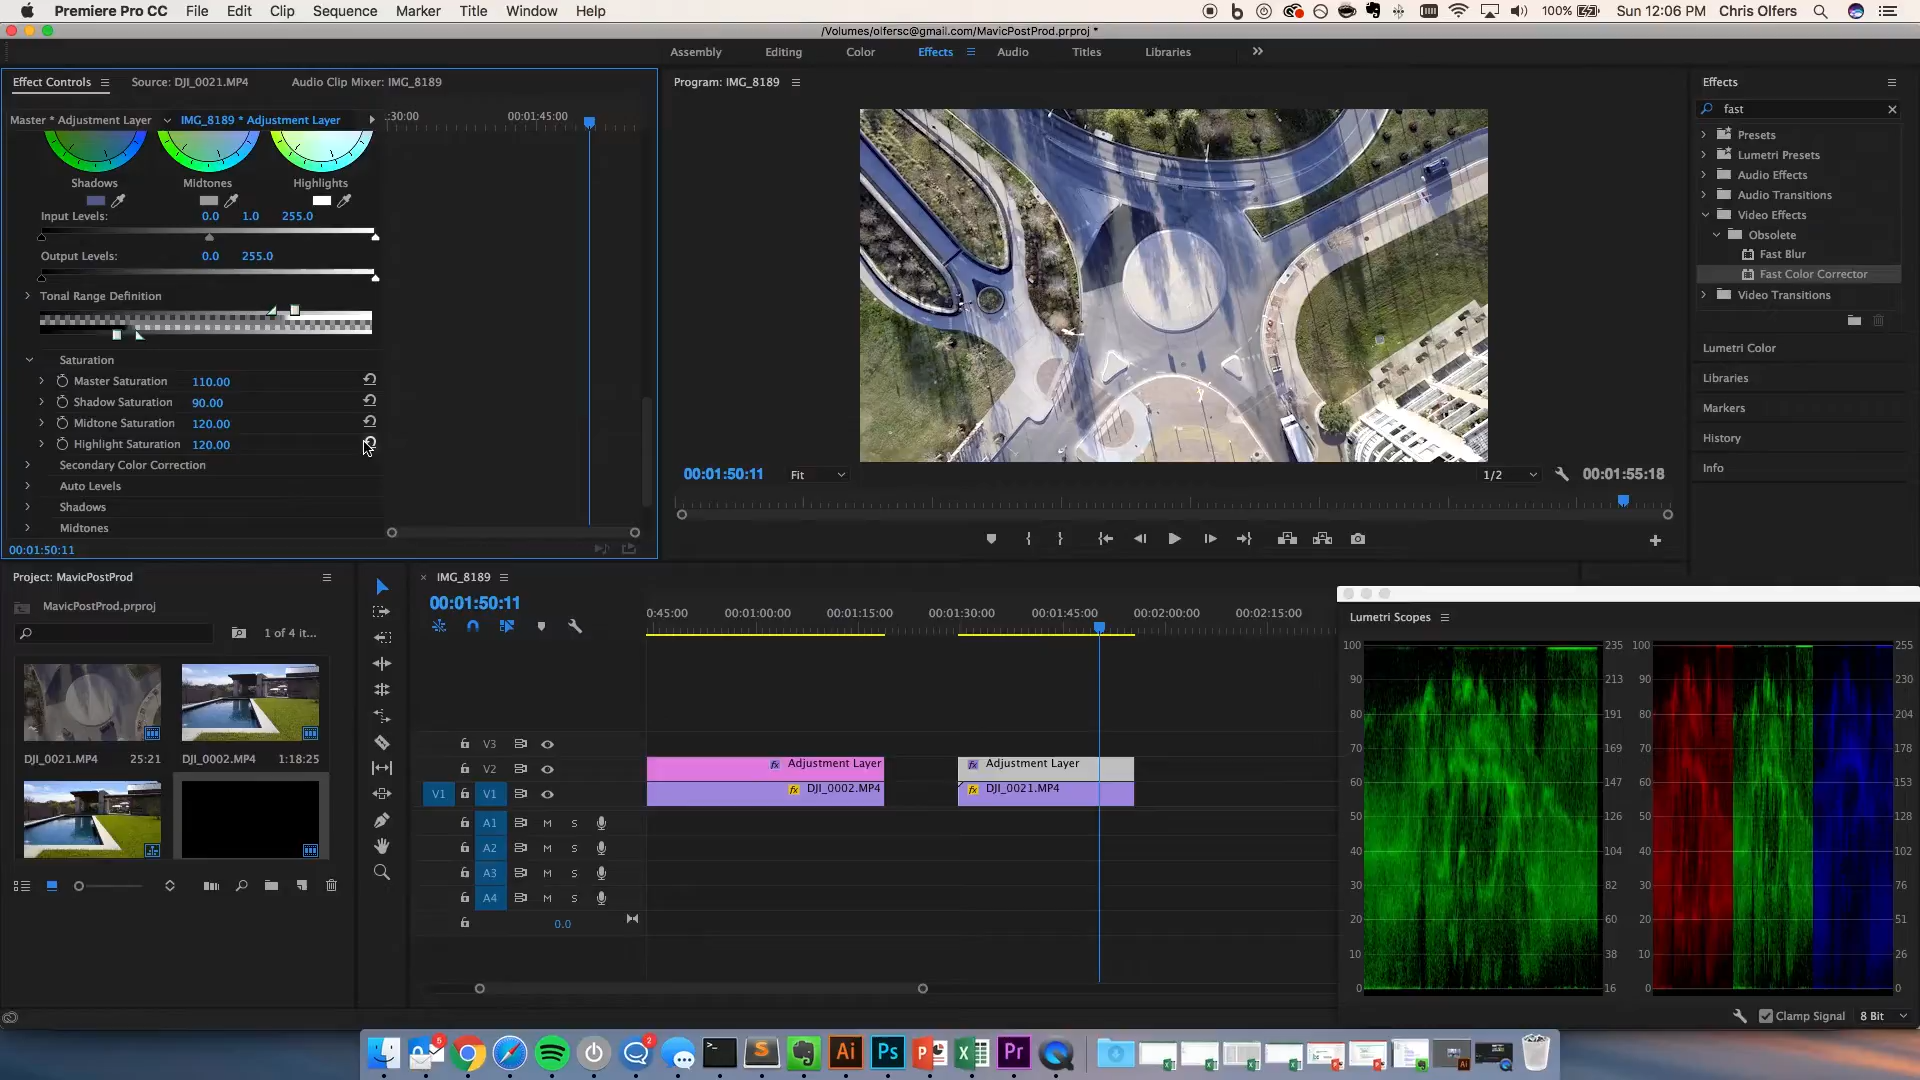 Premiere Pro CC File Edit Clip Sequence Marker Title Window Help 100% Sun 12:06 PM Chris Olfers
/Volumes/olfersc@gmail.com/MavicPostProd.prproj *
Assembly Editing Color Effects Audio Titles Libraries
Effect Controls Source: DJI_0021.MP4 Audio Clip Mixer: IMG_8189
Master * Adjustment Layer IMG_8189 * Adjustment Layer
:30:00 00:01:45:00
Shadows Midtones Highlights
Input Levels: 0.0 1.0 255.0
Output Levels: 0.0 255.0
Tonal Range Definition
Saturation
Master Saturation 110.00
Shadow Saturation 90.00
Midtone Saturation 120.00
Highlight Saturation 120.00
Secondary Color Correction
Auto Levels
Shadows
Midtones
00:01:50:11
Program: IMG_8189
00:01:50:11 Fit 1/2 00:01:55:18
Effects
fast
Presets
Lumetri Presets
Audio Effects
Audio Transitions
Video Effects
Obsolete
Fast Blur
Fast Color Corrector
Video Transitions
Lumetri Color
Libraries
Markers
History
Info
Project: MavicPostProd
MavicPostProd.prproj
1 of 4 it...
DJI_0021.MP4 25:21 DJI_0002.MP4 1:18:25
IMG_8189
00:01:50:11
0:45:00 00:01:00:00 00:01:15:00 00:01:30:00 00:01:45:00 00:02:00:00 00:02:15:00
V3
V2
V1 V1
A1 M S
A2 M S
A3 M S
A4 M S
0.0
Adjustment Layer Adjustment Layer
DJI_0002.MP4 DJI_0021.MP4
Lumetri Scopes
100 235 100 255
90 213 90 230
80 191 80 204
70 169 70 179
60 147 60 153
50 126 50 128
40 104 40 102
30 82 30 76
20 60 20 51
10 38 10 26
0 16 0 0
Clamp Signal 8 Bit
5
2
Ai Ps Pr